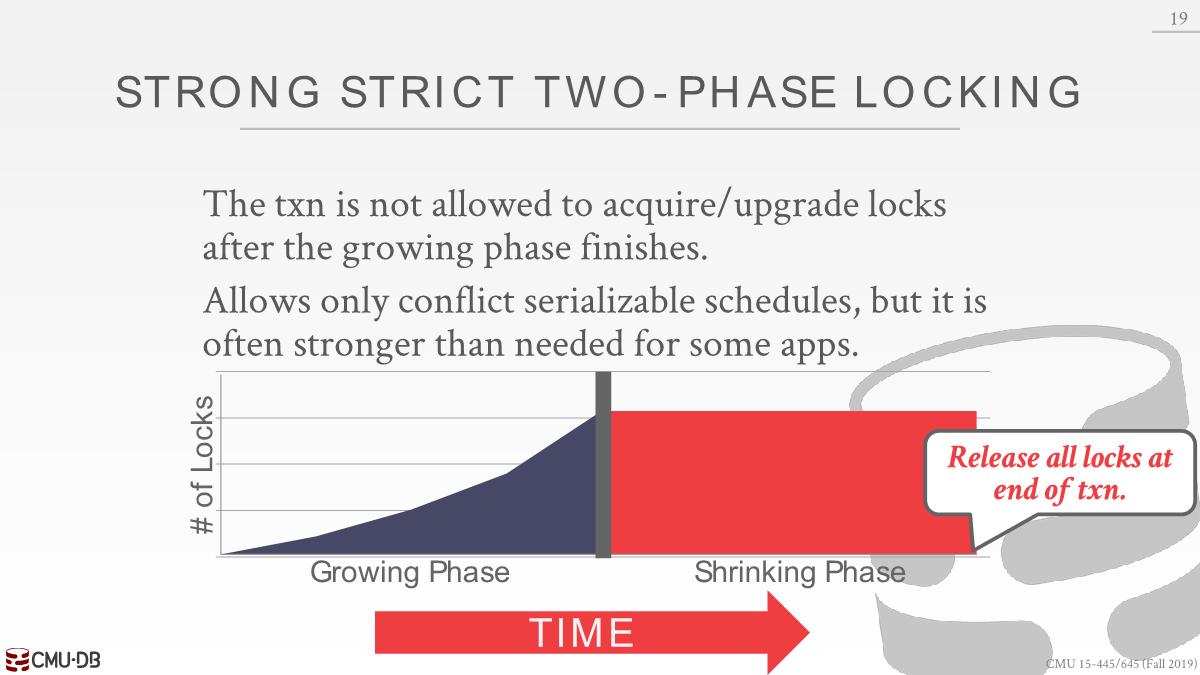 19
STRONG STRICT TWO-PHASE LOCKING
The txn is not allowed to acquire/upgrade locks
after the growing phase finishes.
Allows only conflict serializable schedules, but it is
often stronger than needed for some apps.
# of Locks
Release all locks at
end of txn.
Growing Phase
Shrinking Phase
TIME
CMU·DB
CMU 15-445/645 (Fall 2019)